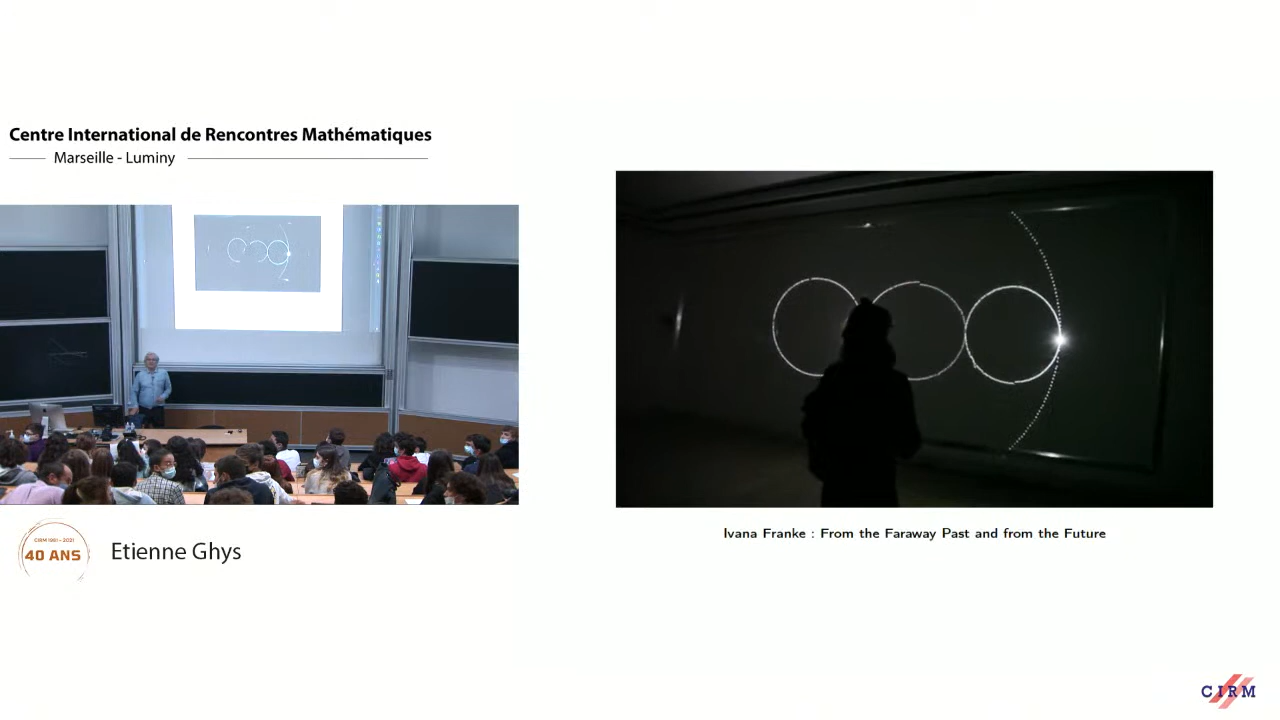 Centre International de Rencontres Mathématiques
Marseille - Luminy
CIRM 1981 - 2021
40 ANS
Etienne Ghys
Ivana Franke : From the Faraway Past and from the Future
CIRM